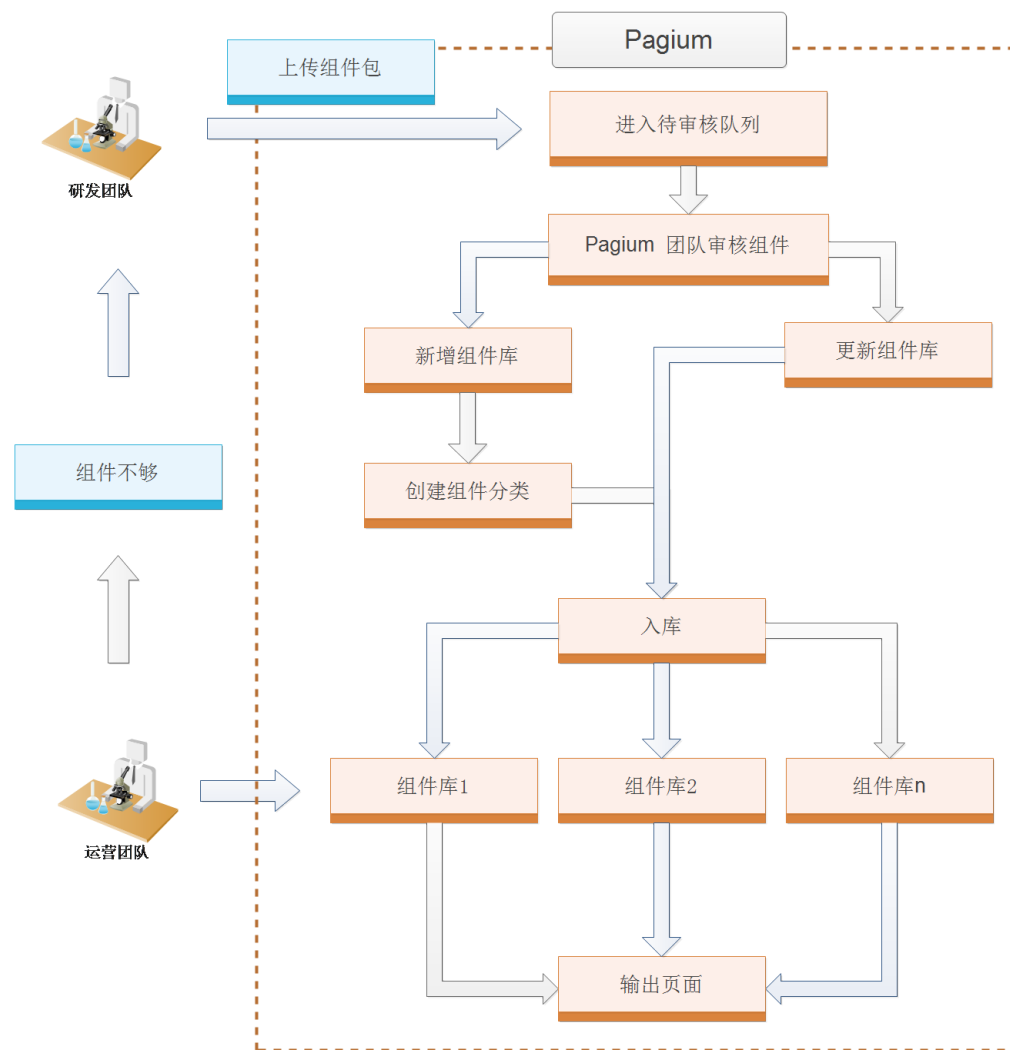 Pagium
上传组件包
进入待审核队列
研发团队
Pagium 团队审核组件
新增组件库
更新组件库
组件不够
创建组件分类
入库
组件库1
组件库2
组件库n
运营团队
输出页面